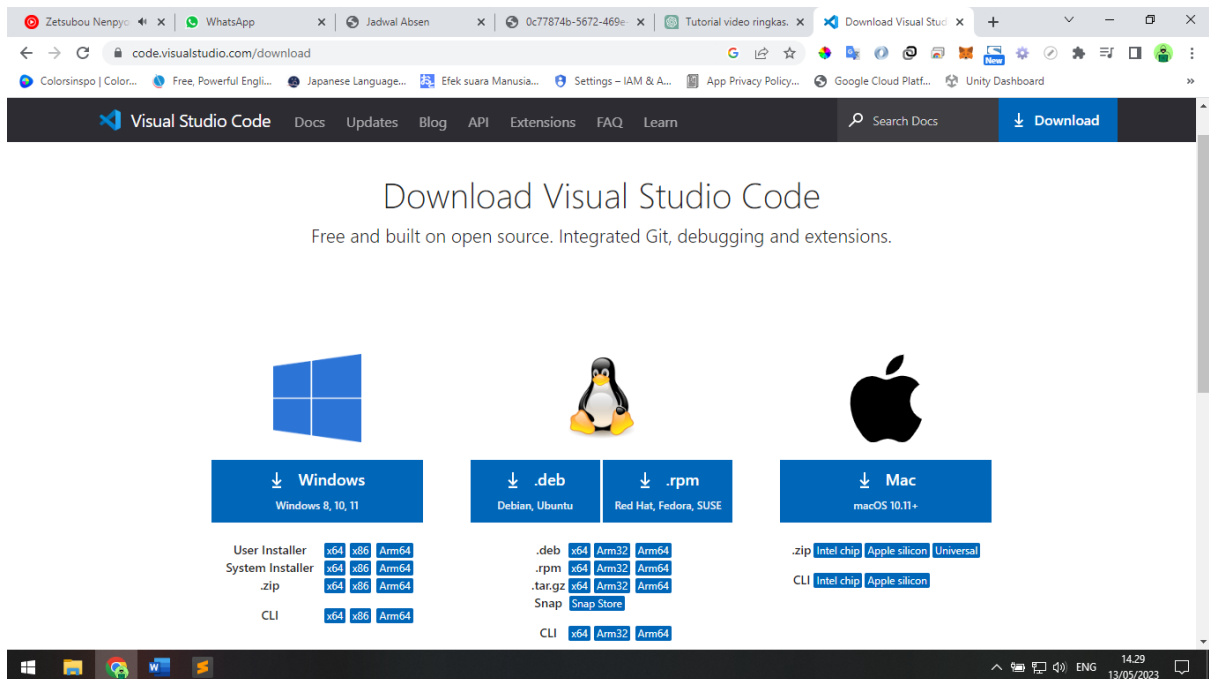 Zetsubou Nenpyo
WhatsApp
Jadwal Absen
0c77874b-5672-469e-
Tutorial video ringkas.
Download Visual Stud
code.visualstudio.com/download
New
Colorsinspo | Color...
Free, Powerful Engli...
Japanese Language...
Efek suara Manusia...
Settings – IAM & A...
App Privacy Policy...
Google Cloud Platf...
Unity Dashboard
»
Visual Studio Code Docs Updates Blog API Extensions FAQ Learn
Search Docs
Download
Download Visual Studio Code
Free and built on open source. Integrated Git, debugging and extensions.
Windows
Windows 8, 10, 11
User Installer x64 x86 Arm64
System Installer x64 x86 Arm64
.zip x64 x86 Arm64
CLI x64 x86 Arm64
.deb
Debian, Ubuntu
.rpm
Red Hat, Fedora, SUSE
.deb x64 Arm32 Arm64
.rpm x64 Arm32 Arm64
.tar.gz x64 Arm32 Arm64
Snap Snap Store
CLI x64 Arm32 Arm64
Mac
macOS 10.11+
.zip Intel chip Apple silicon Universal
CLI Intel chip Apple silicon
ENG
14.29
13/05/2023